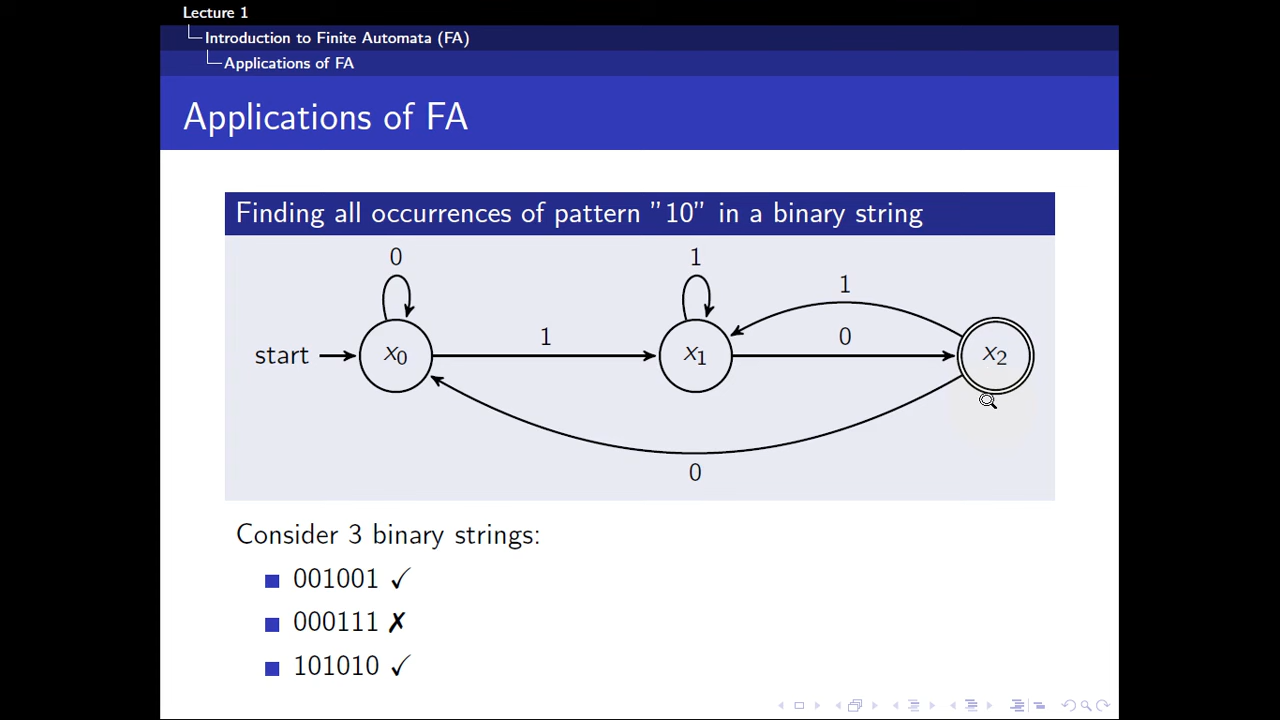 Lecture 1
Introduction to Finite Automata (FA)
Applications of FA
Applications of FA
Finding all occurrences of pattern "10" in a binary string
0
1
1
1
0
start
x0
x1
x2
0
Consider 3 binary strings:
001001 ✓
000111 ✗
101010 ✓